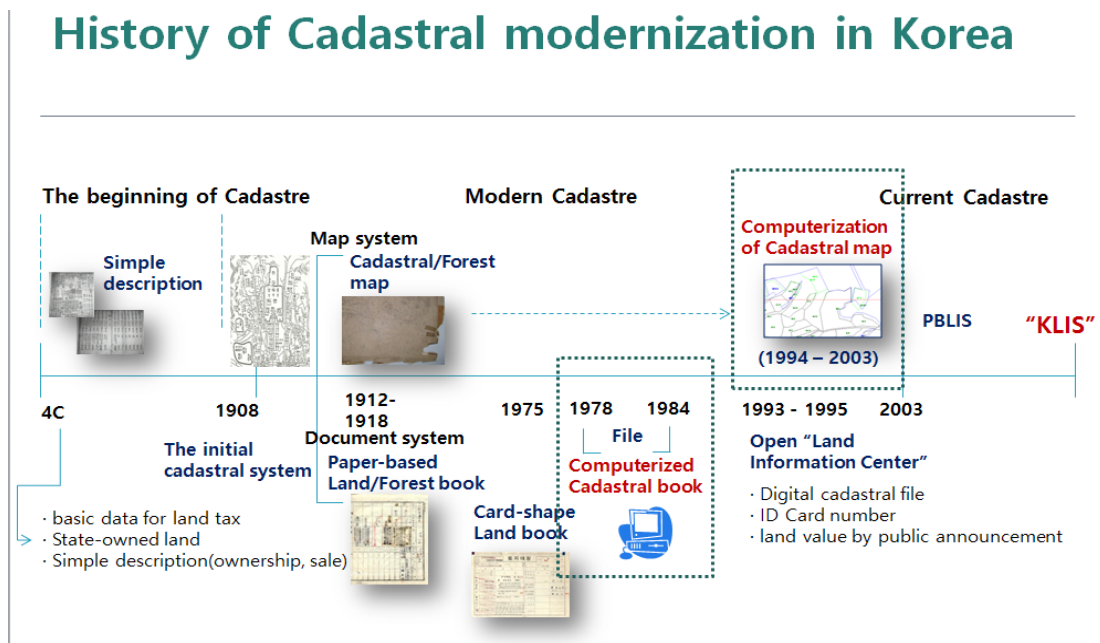 History of Cadastral modernization in Korea
The beginning of Cadastre
Modern Cadastre
Current Cadastre
Simple
description
Map system
Cadastral/Forest
map
Computerization
of Cadastral map
(1994 – 2003)
PBLIS
“KLIS”
4C
1908
1912-
1918
1975
1978
1984
1993 - 1995
2003
The initial
cadastral system
Document system
Paper-based
Land/Forest book
Card-shape
Land book
File
Computerized
Cadastral book
Open “Land
Information Center”
· Digital cadastral file
· ID Card number
· land value by public announcement
· basic data for land tax
· State-owned land
· Simple description(ownership, sale)